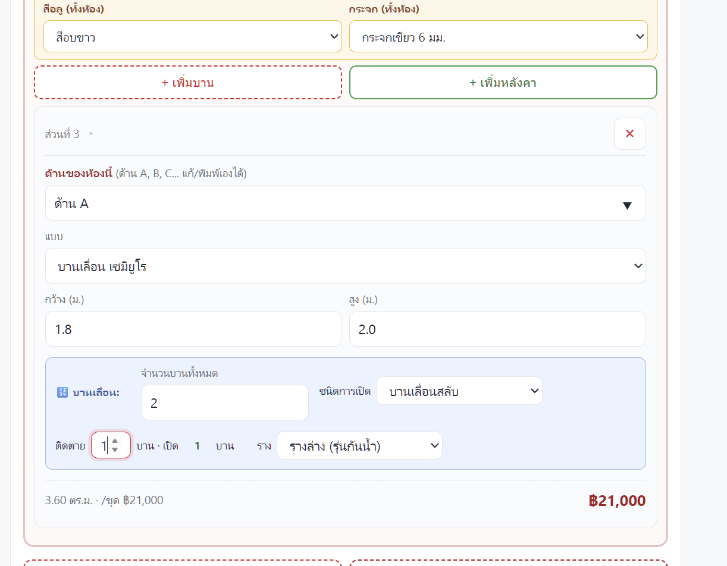 สีอลู (ทั้งห้อง) กระจก (ทั้งห้อง)
สีอบขาว กระจกเขียว 6 มม.
+ เพิ่มบาน + เพิ่มหลังคา
ส่วนที่ 3 ·
ด้านของห้องนี้ (ด้าน A, B, C... แก้/พิมพ์เองได้)
ด้าน A
แบบ
บานเลื่อน เซมิยูโร
กว้าง (ม.) สูง (ม.)
1.8 2.0
จำนวนบานทั้งหมด
🔢 บานเลื่อน: 2 ชนิดการเปิด บานเลื่อนสลับ
ติดตาย 1 บาน · เปิด 1 บาน ราง รางล่าง (รุ่นกันน้ำ)
3.60 ตร.ม. · /ชุด ฿21,000 ฿21,000